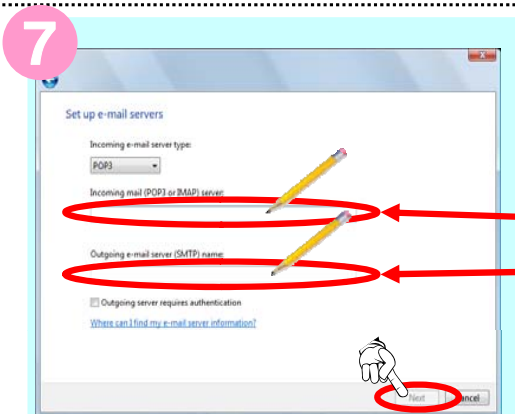 7
Set up e-mail servers
Incoming e-mail server type:
POP3
Incoming mail (POP3 or IMAP) server:
Outgoing e-mail server (SMTP) name:
Outgoing server requires authentication
Where can I find my e-mail server information?
Next
Cancel